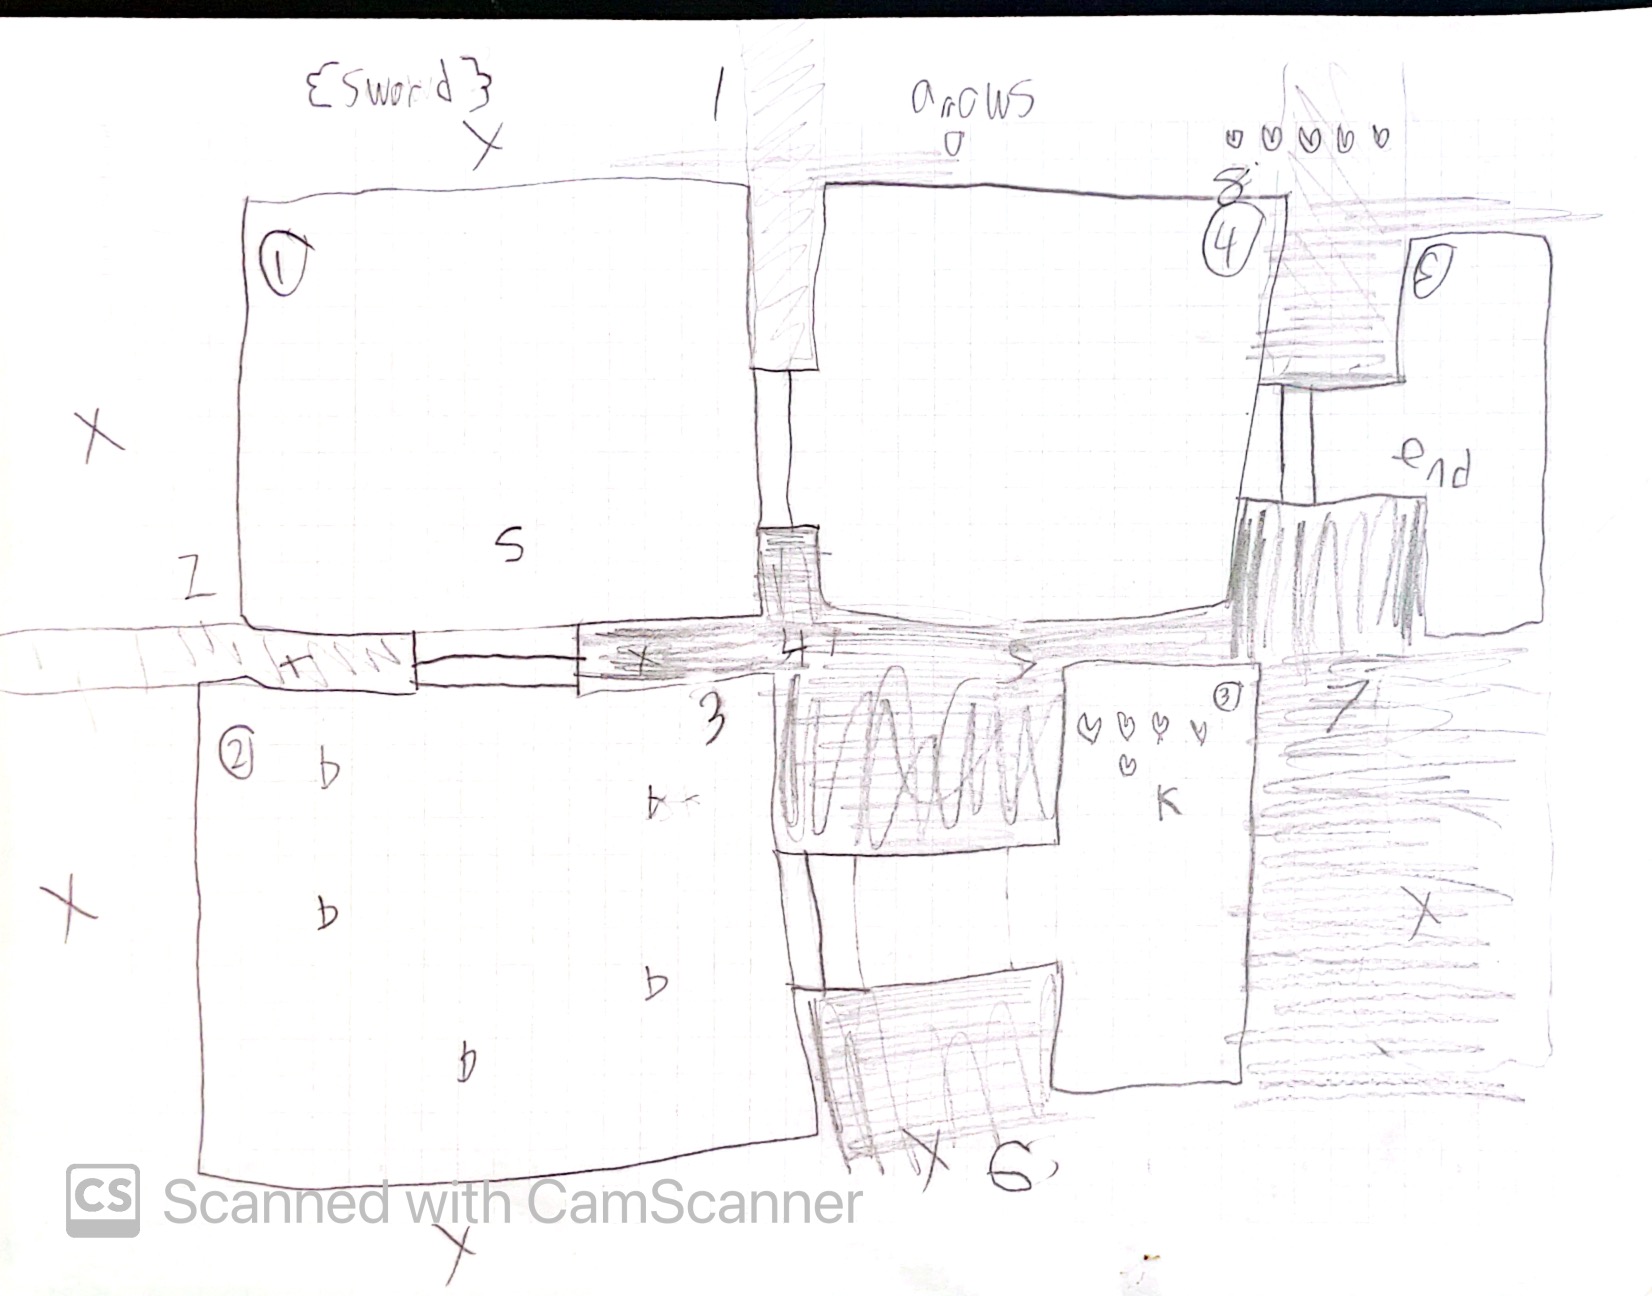 {sword} 1 arrows
X
8
① ④ ⑤
X
end
S
2
+ X 4 5
3 ③ 7
② b
b K
X b X
b
b
X 6
CS Scanned with CamScanner
X